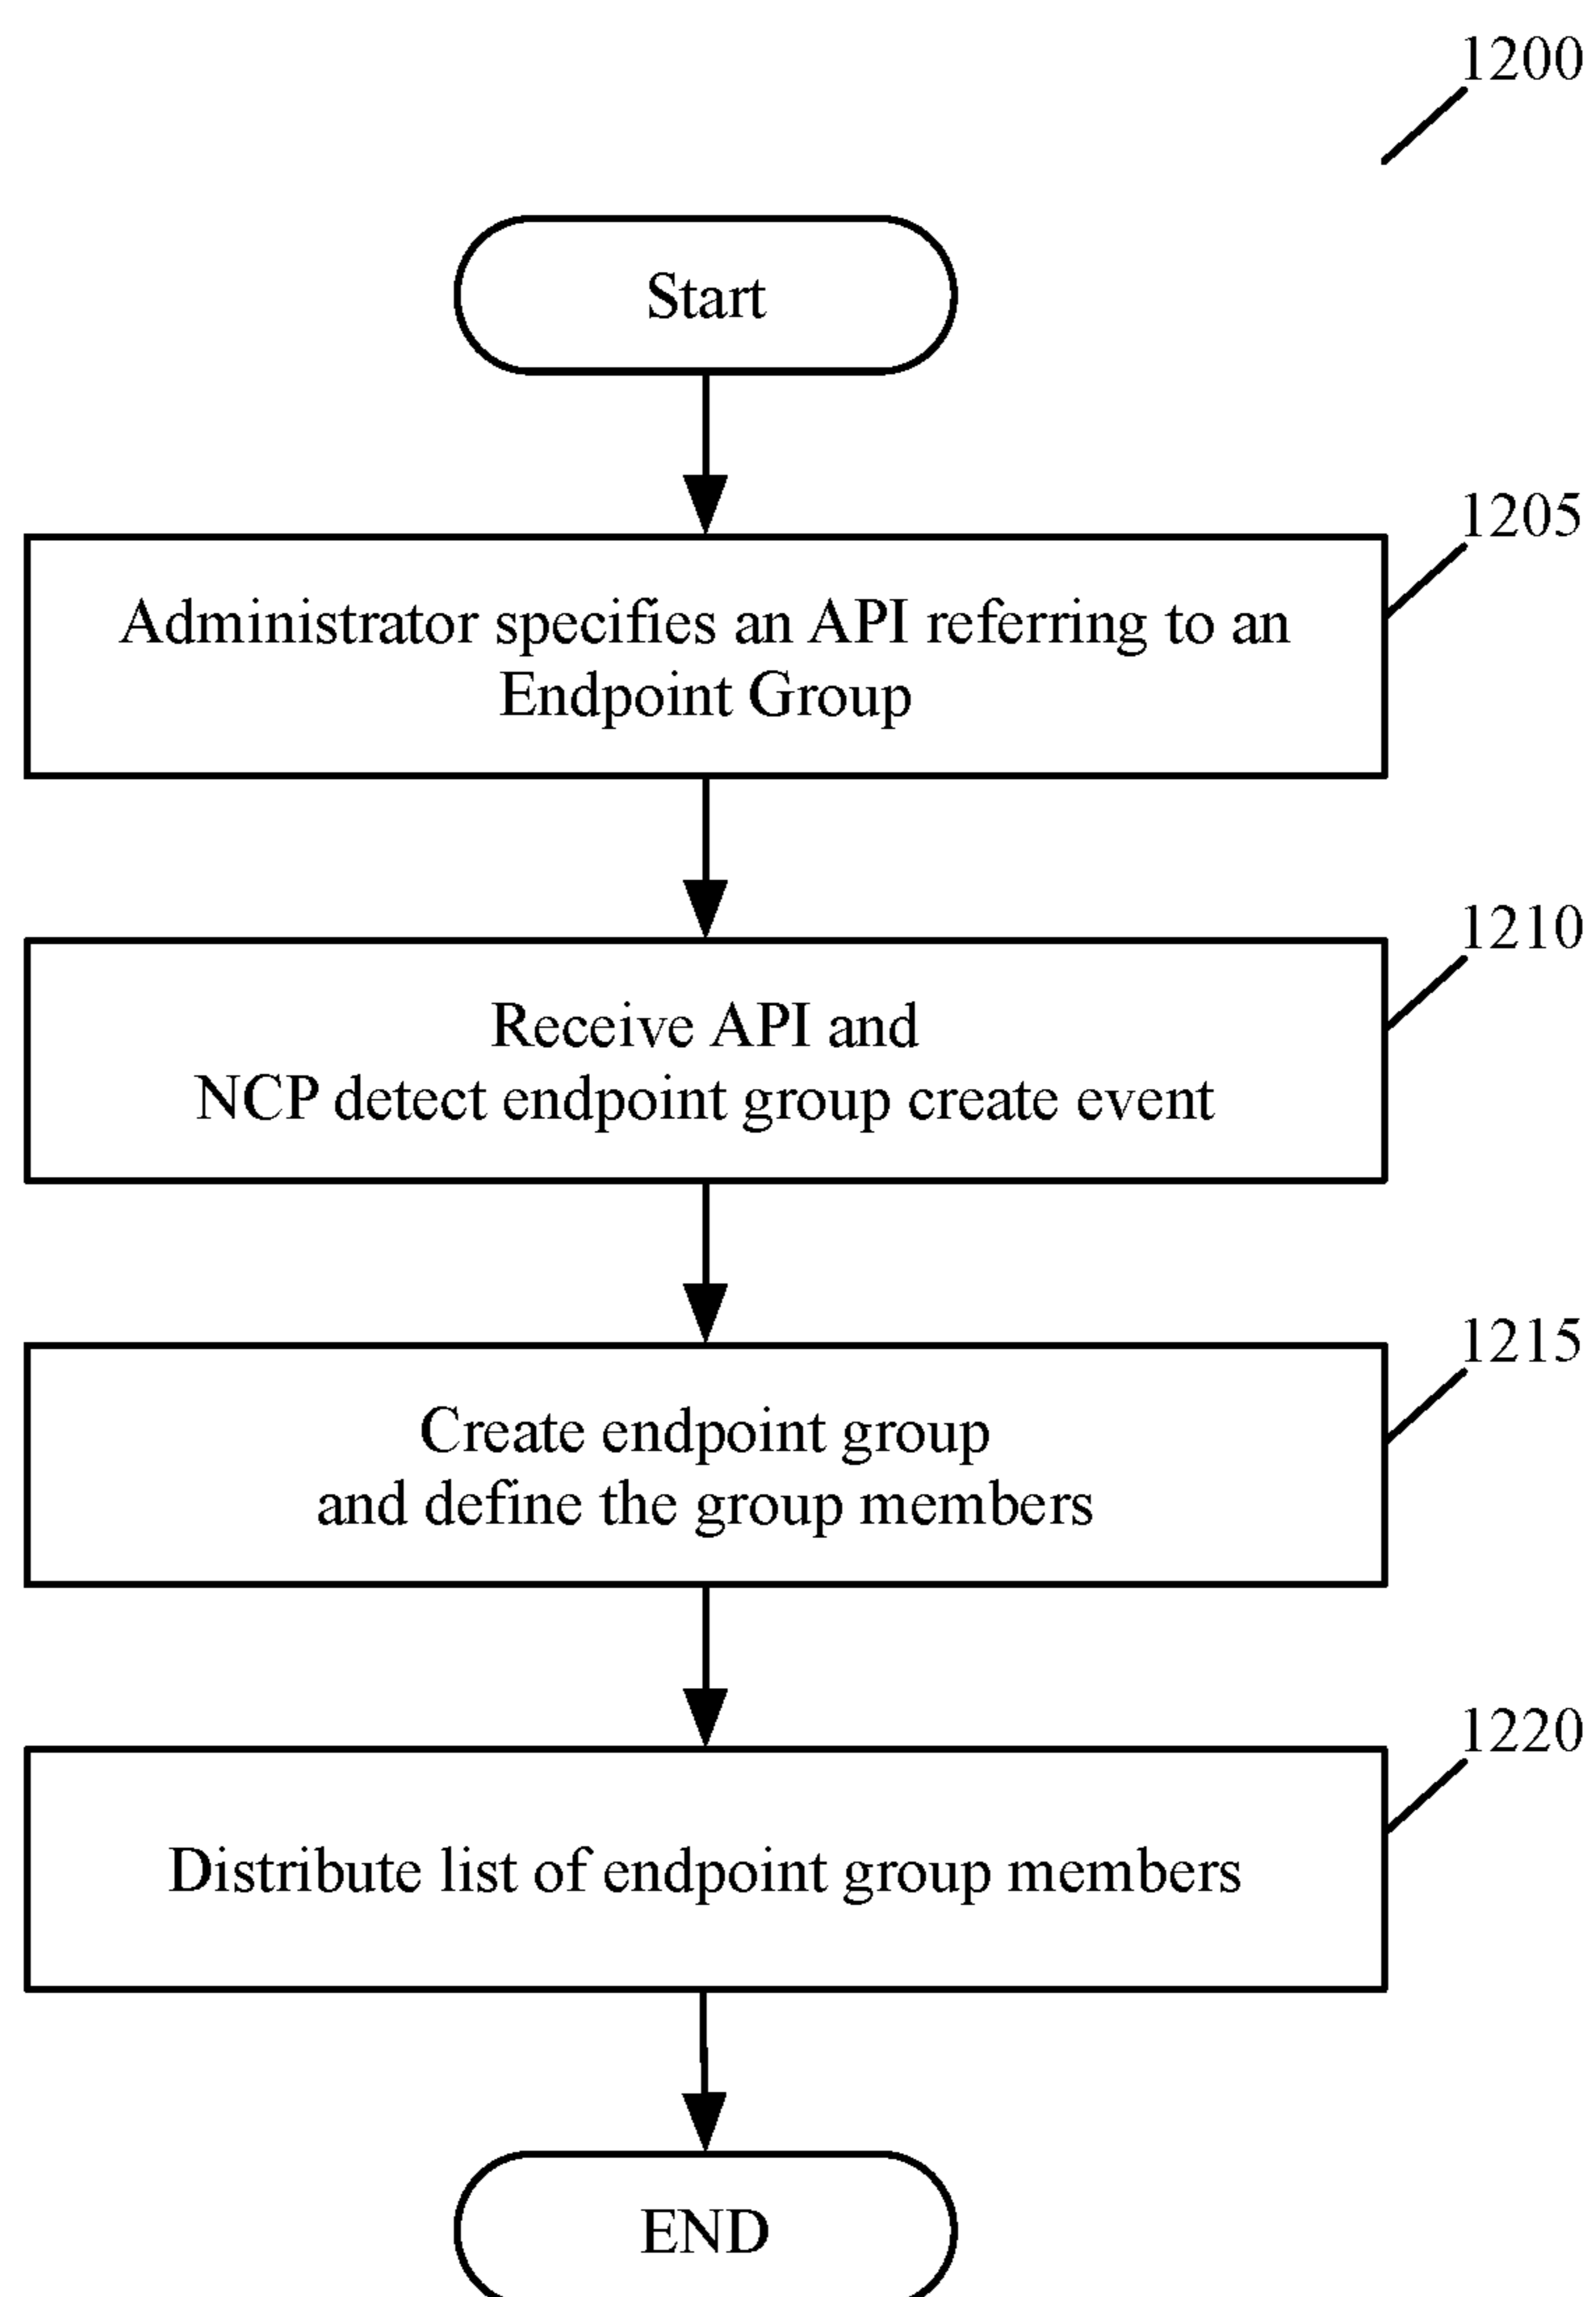 1200
Start
1205
Administrator specifies an API referring to an
Endpoint Group
1210
Receive API and
NCP detect endpoint group create event
1215
Create endpoint group
and define the group members
1220
Distribute list of endpoint group members
END